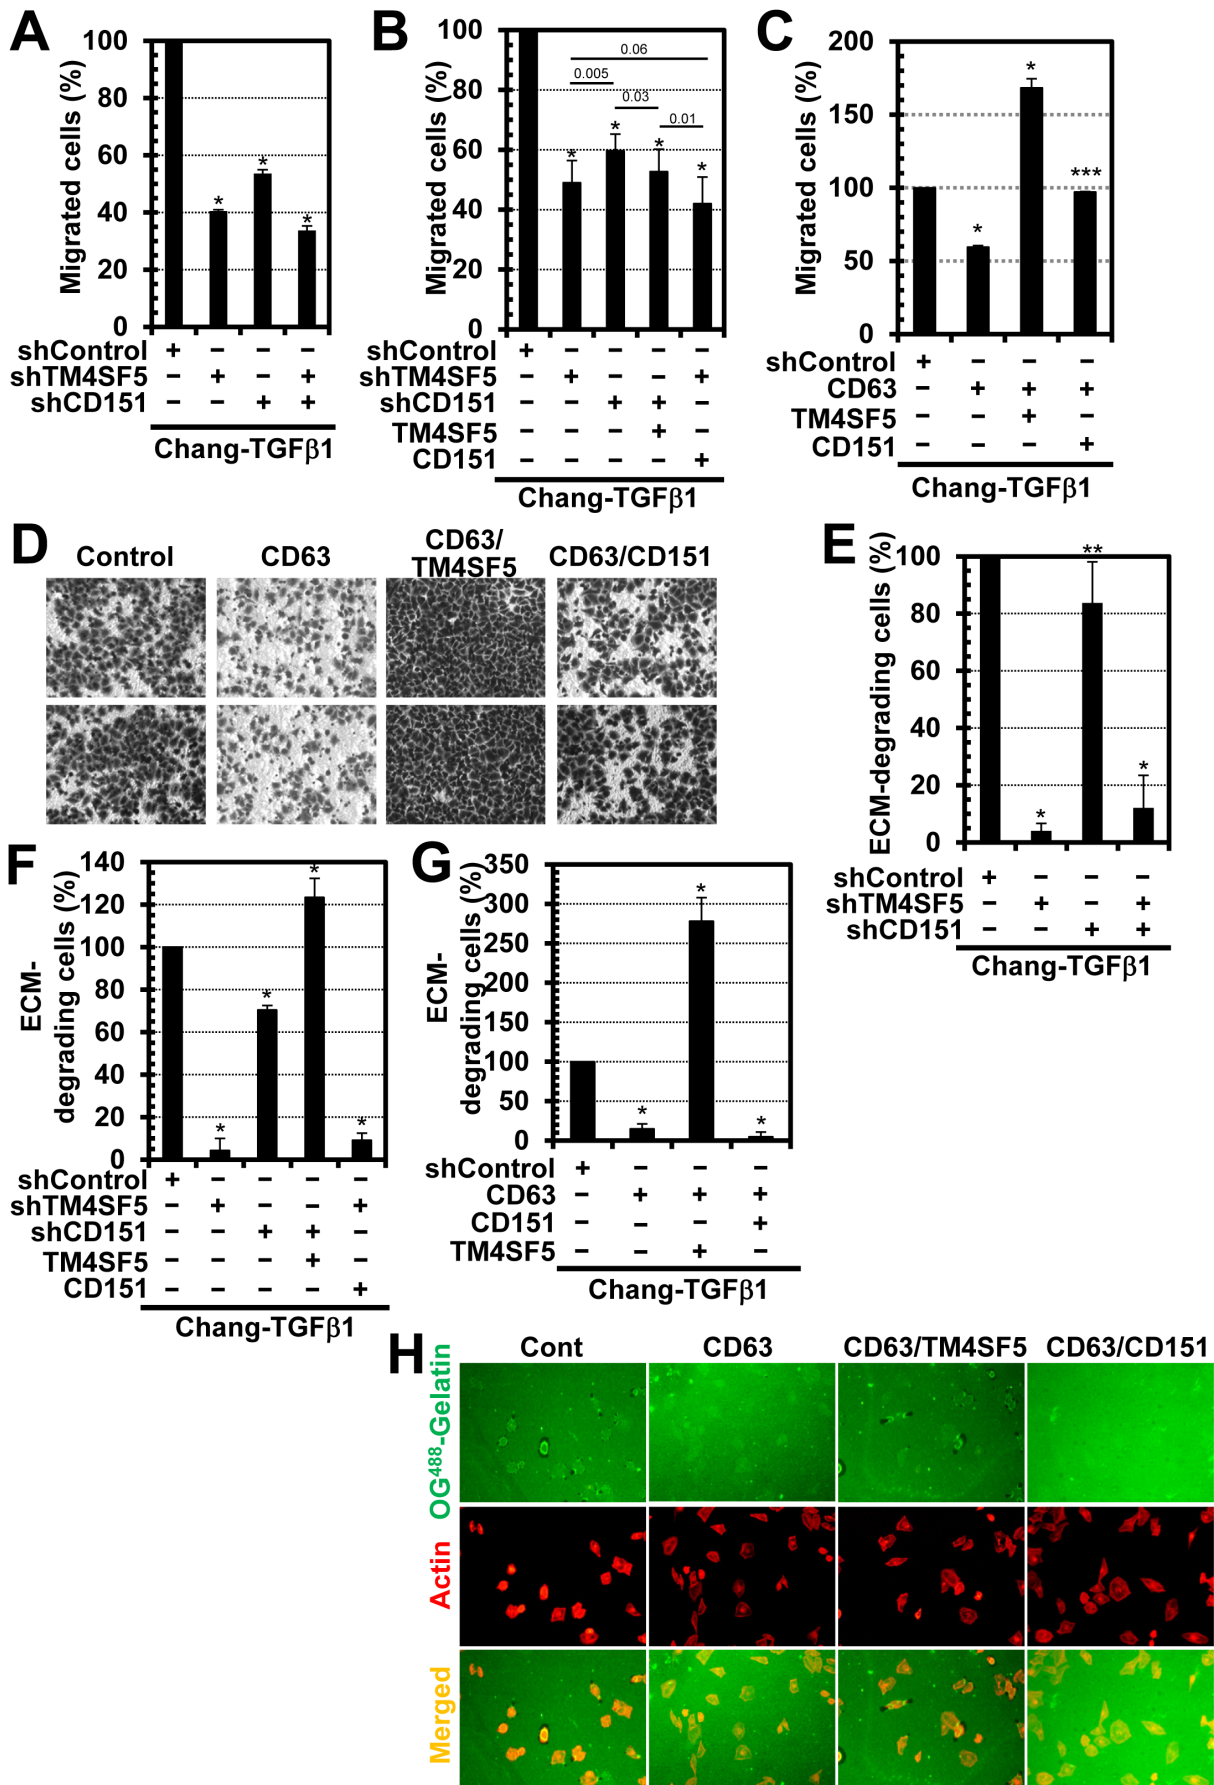 A
Migrated cells (%)
100
80
60
40
20
0
*
*
*
shControl + – – –
shTM4SF5 – + – +
shCD151 – – + +
Chang-TGFβ1
B
Migrated cells (%)
100
80
60
40
20
0
0.06
0.005
0.03
0.01
*
*
*
*
shControl + – – – –
shTM4SF5 – + – – +
shCD151 – – + + –
TM4SF5 – – – + –
CD151 – – – – +
Chang-TGFβ1
C
Migrated cells (%)
200
150
100
50
0
*
*
***
shControl + – – –
CD63 – + + +
TM4SF5 – – + –
CD151 – – – +
Chang-TGFβ1
D
Control
CD63
CD63/
TM4SF5
CD63/CD151
E
ECM-degrading cells (%)
100
80
60
40
20
0
*
**
*
shControl + – – –
shTM4SF5 – + – +
shCD151 – – + +
Chang-TGFβ1
F
ECM-
degrading cells (%)
140
120
100
80
60
40
20
0
*
*
*
*
shControl + – – – –
shTM4SF5 – + – – +
shCD151 – – + + –
TM4SF5 – – – + –
CD151 – – – – +
Chang-TGFβ1
G
ECM-
degrading cells (%)
350
300
250
200
150
100
50
0
*
*
*
shControl + – – –
CD63 – + + +
CD151 – – – +
TM4SF5 – – + –
Chang-TGFβ1
H
Cont
CD63
CD63/TM4SF5
CD63/CD151
OG488-Gelatin
Actin
Merged